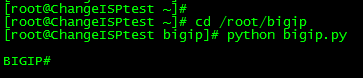 [root@ChangeISPtest ~]#
[root@ChangeISPtest ~]# cd /root/bigip
[root@ChangeISPtest bigip]# python bigip.py
BIGIP#